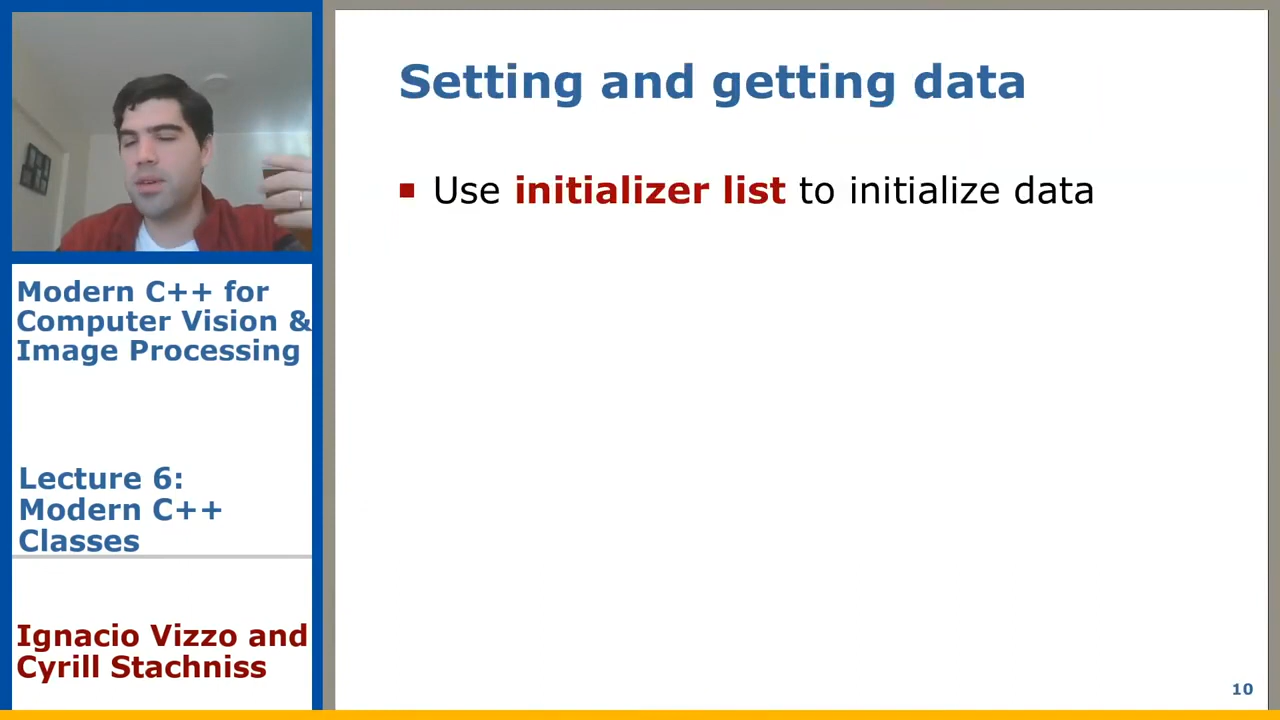 Setting and getting data
Use initializer list to initialize data
Modern C++ for
Computer Vision &
Image Processing
Lecture 6:
Modern C++
Classes
Ignacio Vizzo and
Cyrill Stachniss
10